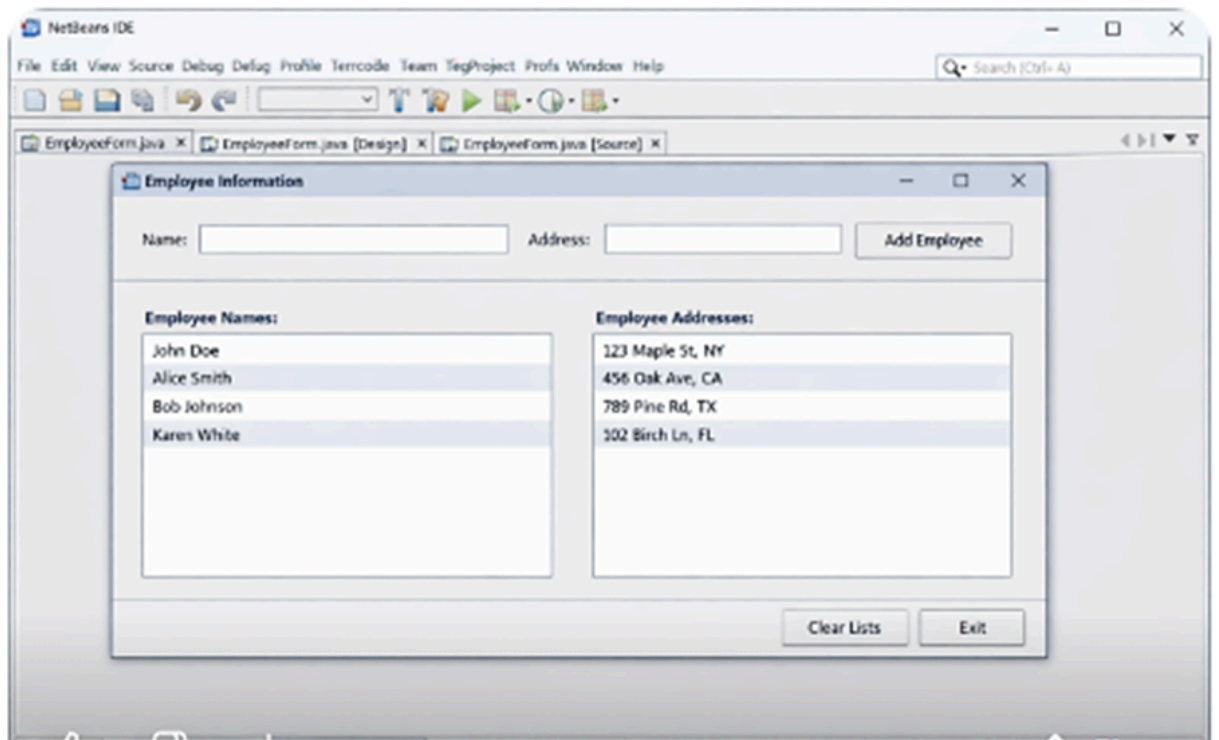 NetBeans IDE
File Edit View Source Debug Defug Profile Terrcode Team TegProject Profs Window Help
Search (Ctrl+ A)
EmployeeForm.java EmployeeForm.java [Design] EmployeeForm.java [Source]
Employee Information
Name: Address: Add Employee
Employee Names: Employee Addresses:
John Doe 123 Maple St, NY
Alice Smith 456 Oak Ave, CA
Bob Johnson 789 Pine Rd, TX
Karen White 102 Birch Ln, FL
Clear Lists Exit